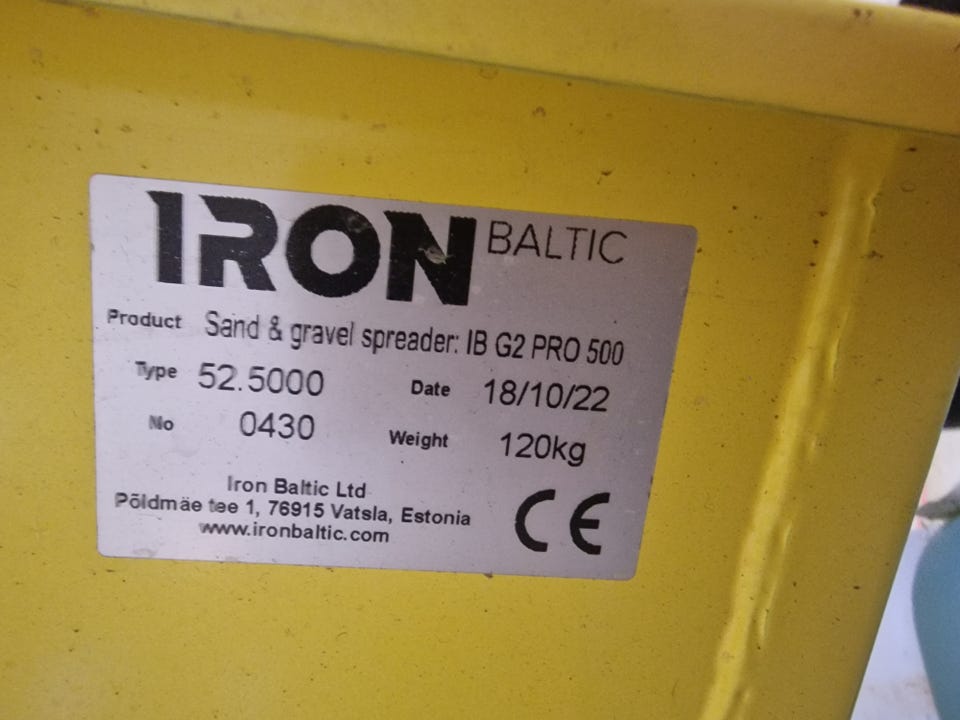 IRON BALTIC
Product Sand & gravel spreader: IB G2 PRO 500
Type 52.5000 Date 18/10/22
No 0430 Weight 120kg
Iron Baltic Ltd
Põldmäe tee 1, 76915 Vatsla, Estonia
www.ironbaltic.com
CE